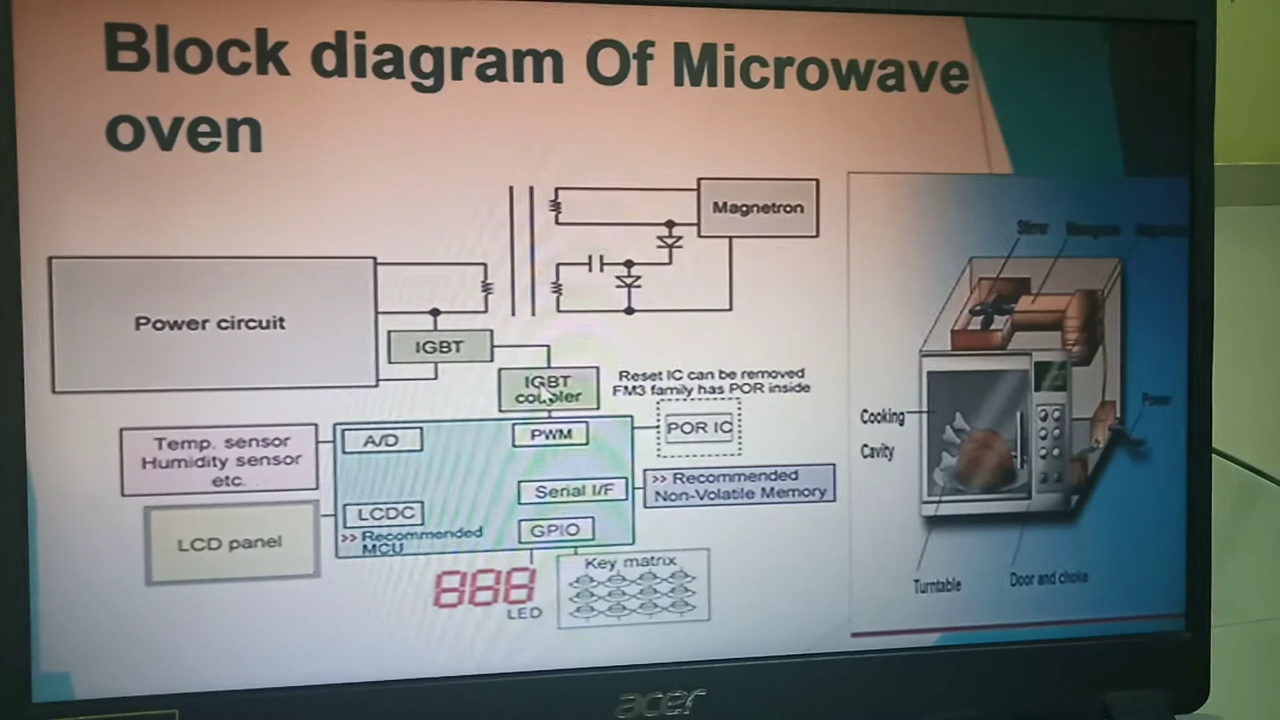 Block diagram Of Microwave
oven
Magnetron
Power circuit
IGBT
IGBT
coupler
Reset IC can be removed
FM3 family has POR inside
Temp. sensor
Humidity sensor
etc.
A/D
PWM
POR IC
Serial I/F
>> Recommended
Non-Volatile Memory
LCDC
>> Recommended
MCU
GPIO
LCD panel
888
LED
Key matrix
Stirrer
Cooking
Cavity
Power
Turntable
Door and choke
acer